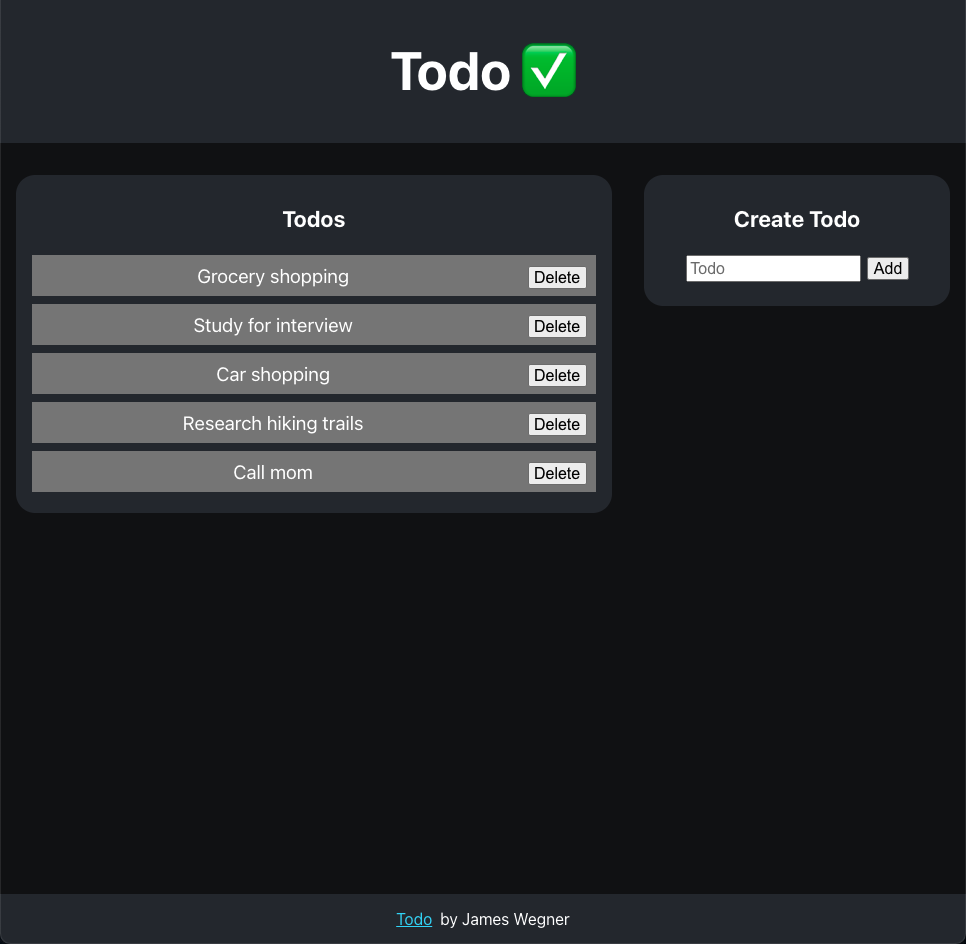 Todo ✅
Todos
Grocery shopping Delete
Study for interview Delete
Car shopping Delete
Research hiking trails Delete
Call mom Delete
Create Todo
Todo Add
Todo by James Wegner